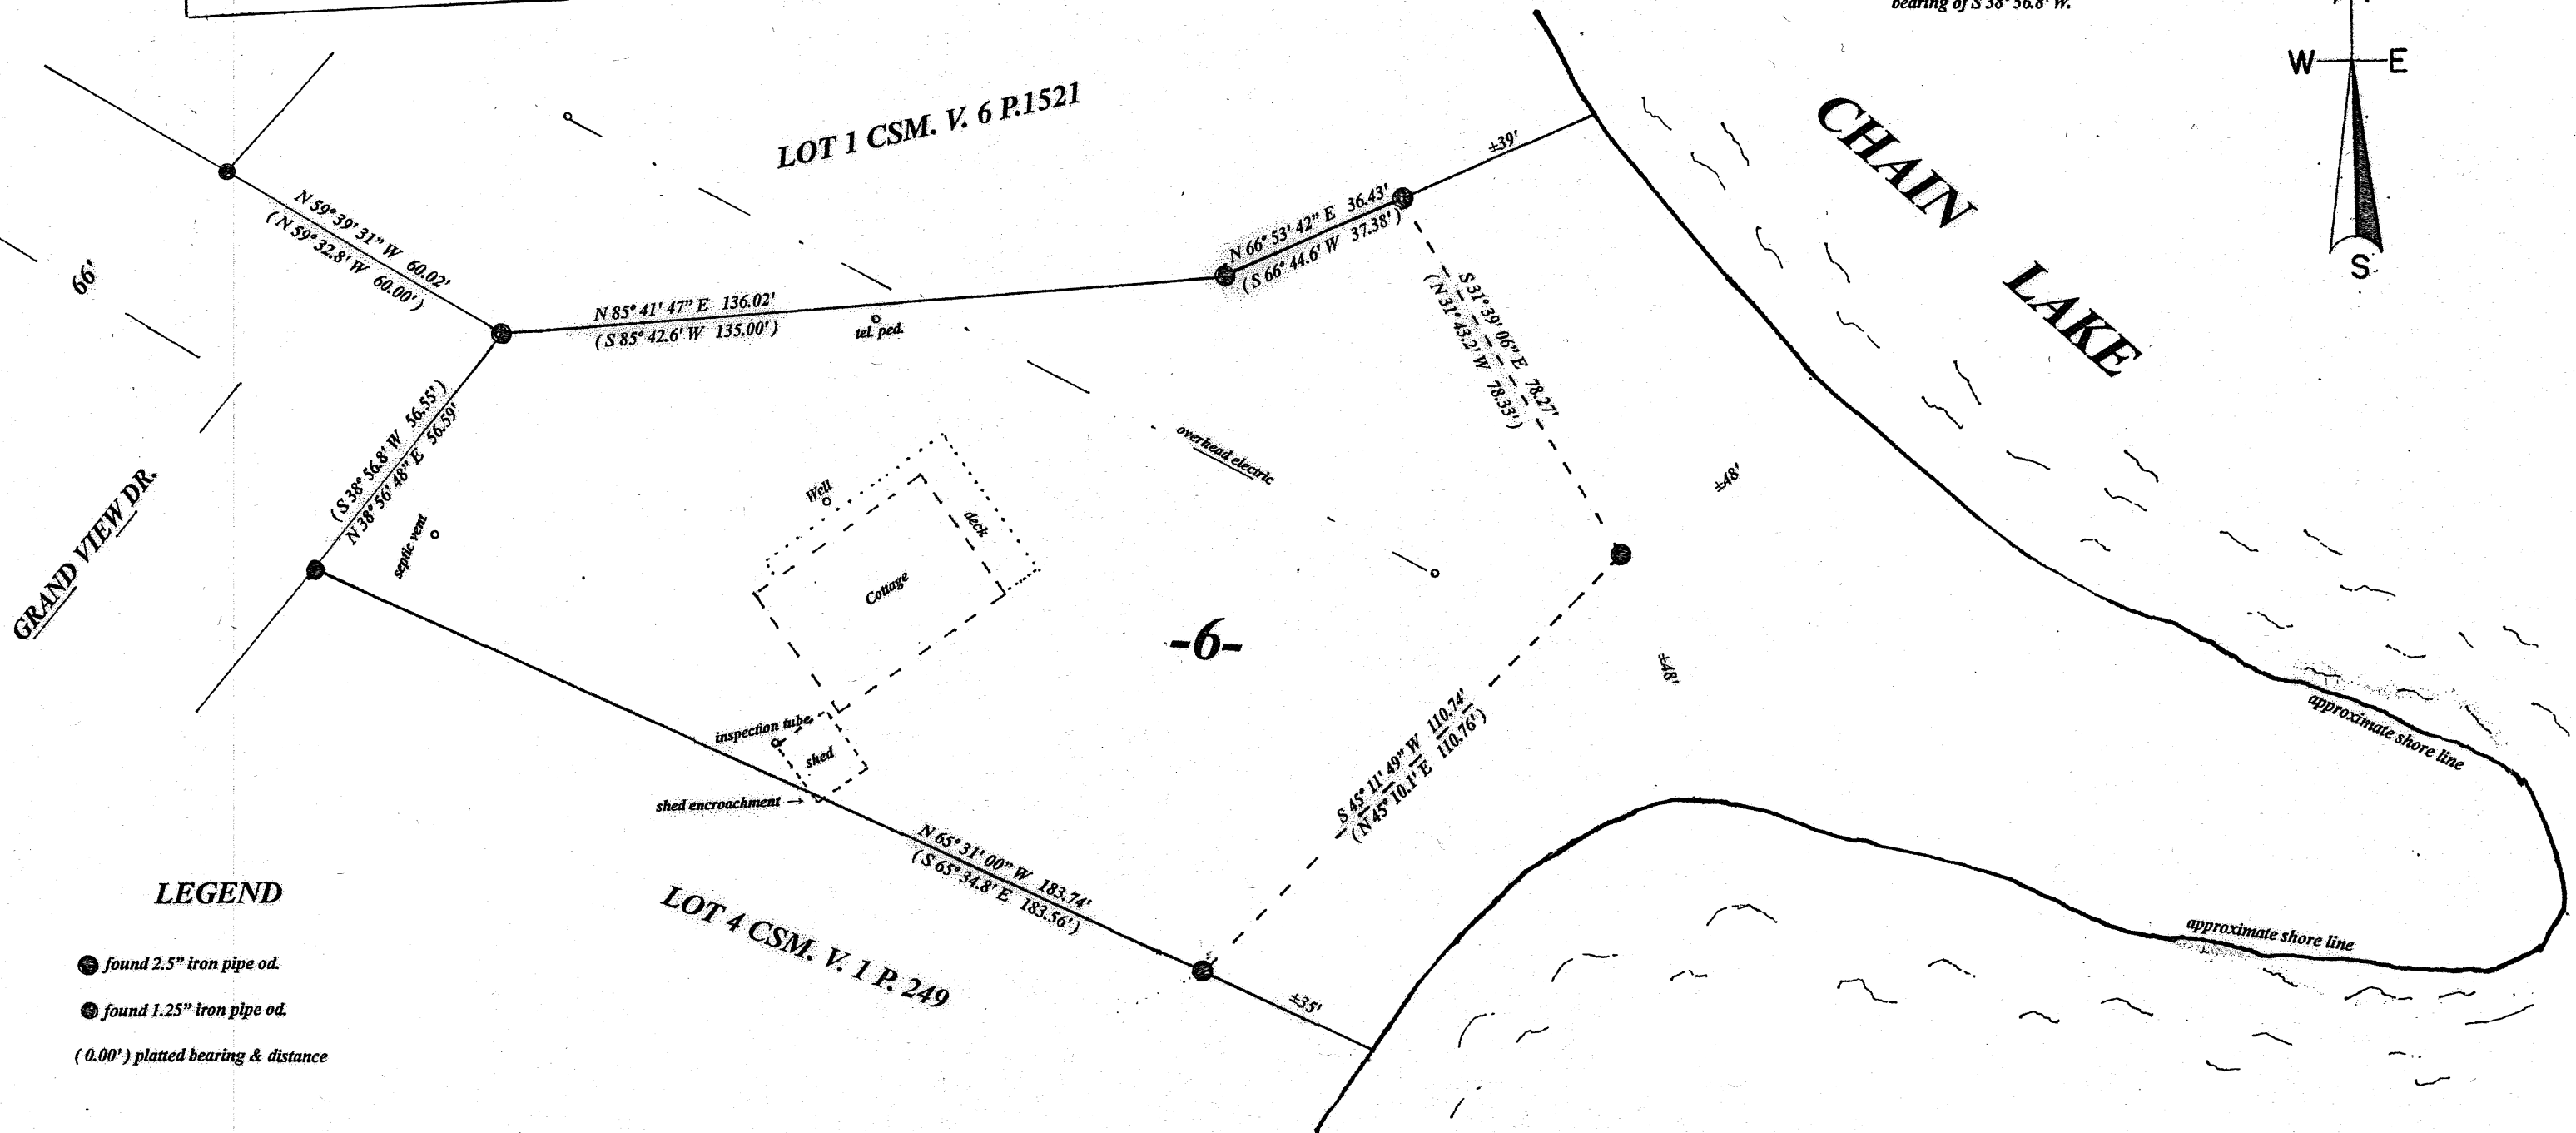 bearing of S 38° 56.8' W.
W E
S
CHAIN
LAKE
LOT 1 CSM. V. 6 P.1521
±39'
N 59° 39' 31" W 60.02'
( N 59° 32.8' W 60.00' )
66'
N 66° 53' 42" E 36.43'
( S 66° 44.6' W 37.38' )
N 85° 41' 47" E 136.02'
( S 85° 42.6' W 135.00' )
tel. ped.
S 31° 39' 06" E 78.27'
( N 31° 43.2' W 78.33' )
( S 38° 56.8' W 56.55' )
N 38° 56' 48" E 56.59'
GRAND VIEW DR.
septic vent
Well
deck
Cottage
overhead electric
±48'
-6-
±48'
inspection tube
shed
shed encroachment →
S 45° 11' 49" W 110.74'
( N 45° 10.1' E 110.76' )
approximate shore line
N 65° 31' 00" W 183.74'
( S 65° 34.8' E 183.56' )
LOT 4 CSM. V. 1 P. 249
±35'
approximate shore line
LEGEND
found 2.5" iron pipe od.
found 1.25" iron pipe od.
( 0.00' ) platted bearing & distance